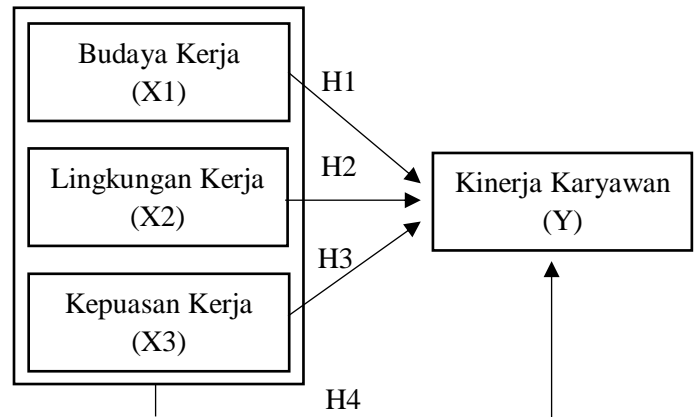 Budaya Kerja
(X1)
H1
Lingkungan Kerja
(X2)
H2
Kinerja Karyawan
(Y)
H3
Kepuasan Kerja
(X3)
H4